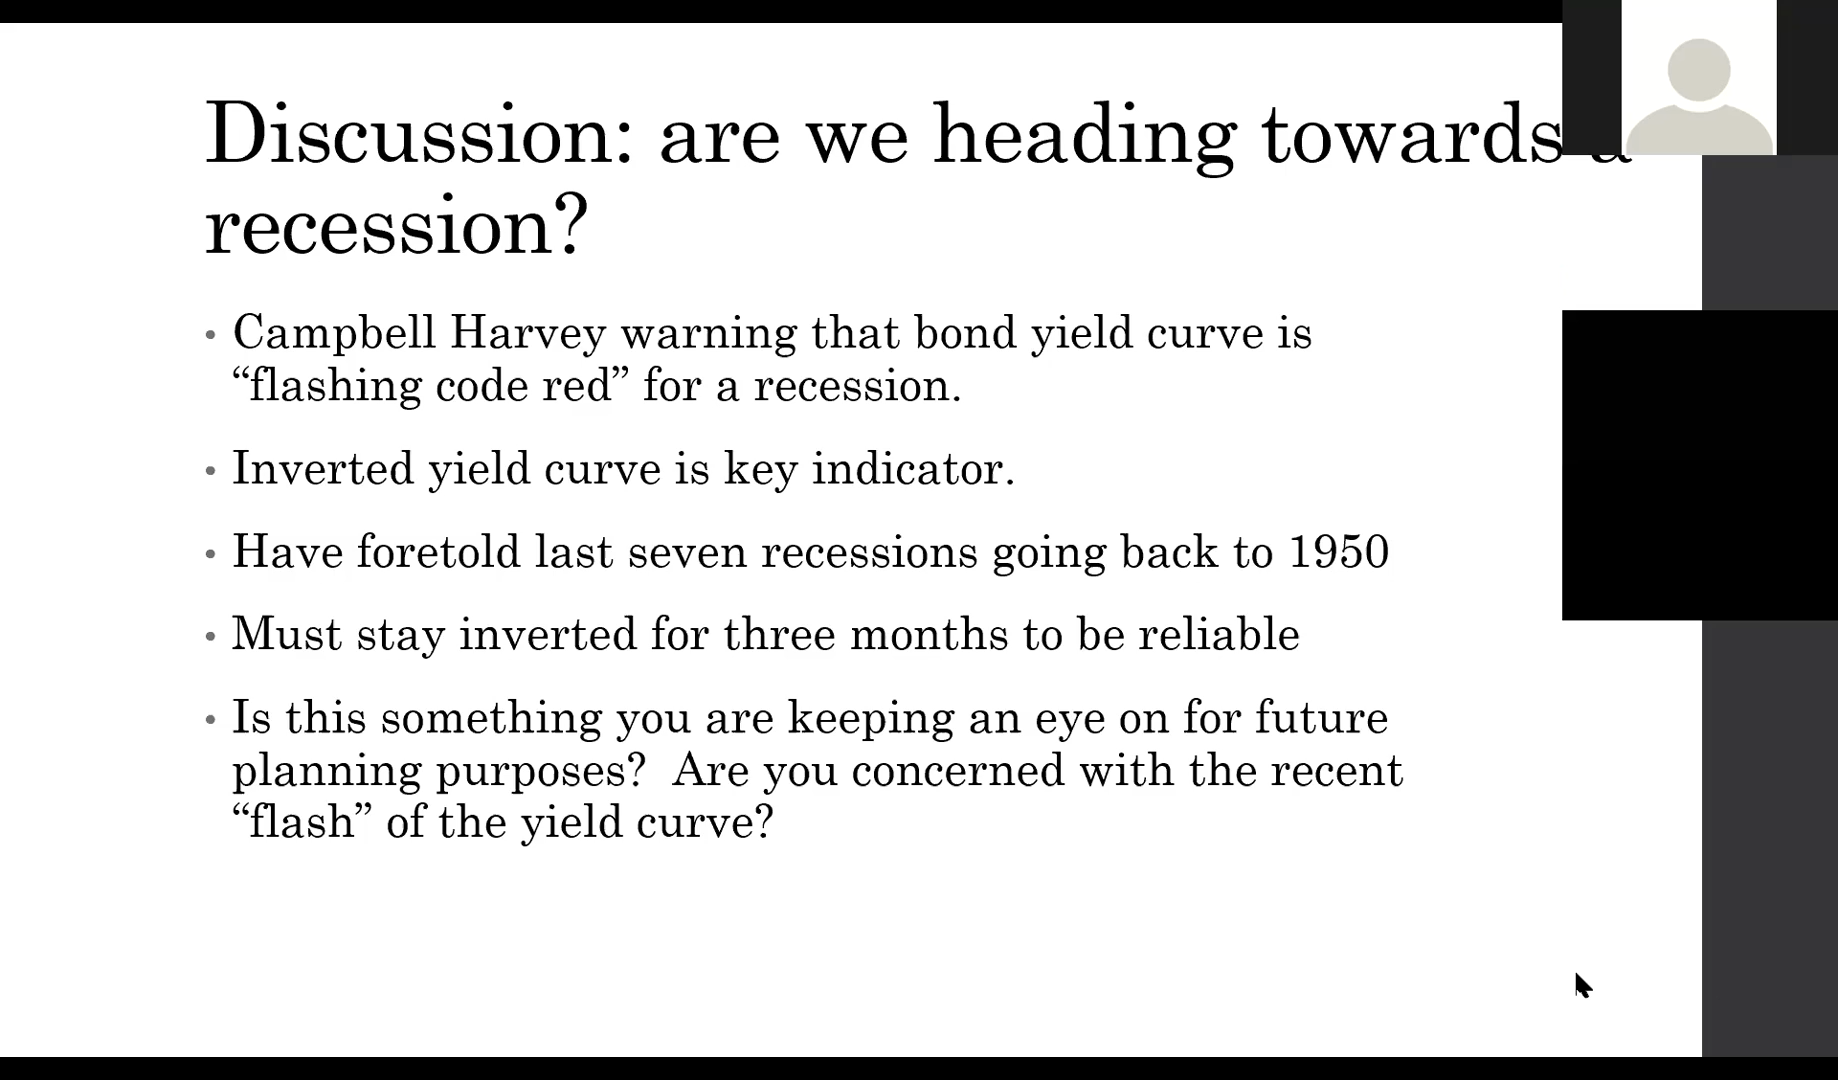 Discussion: are we heading towards
recession?
• Campbell Harvey warning that bond yield curve is
“flashing code red” for a recession.
• Inverted yield curve is key indicator.
• Have foretold last seven recessions going back to 1950
• Must stay inverted for three months to be reliable
• Is this something you are keeping an eye on for future
planning purposes?  Are you concerned with the recent
“flash” of the yield curve?